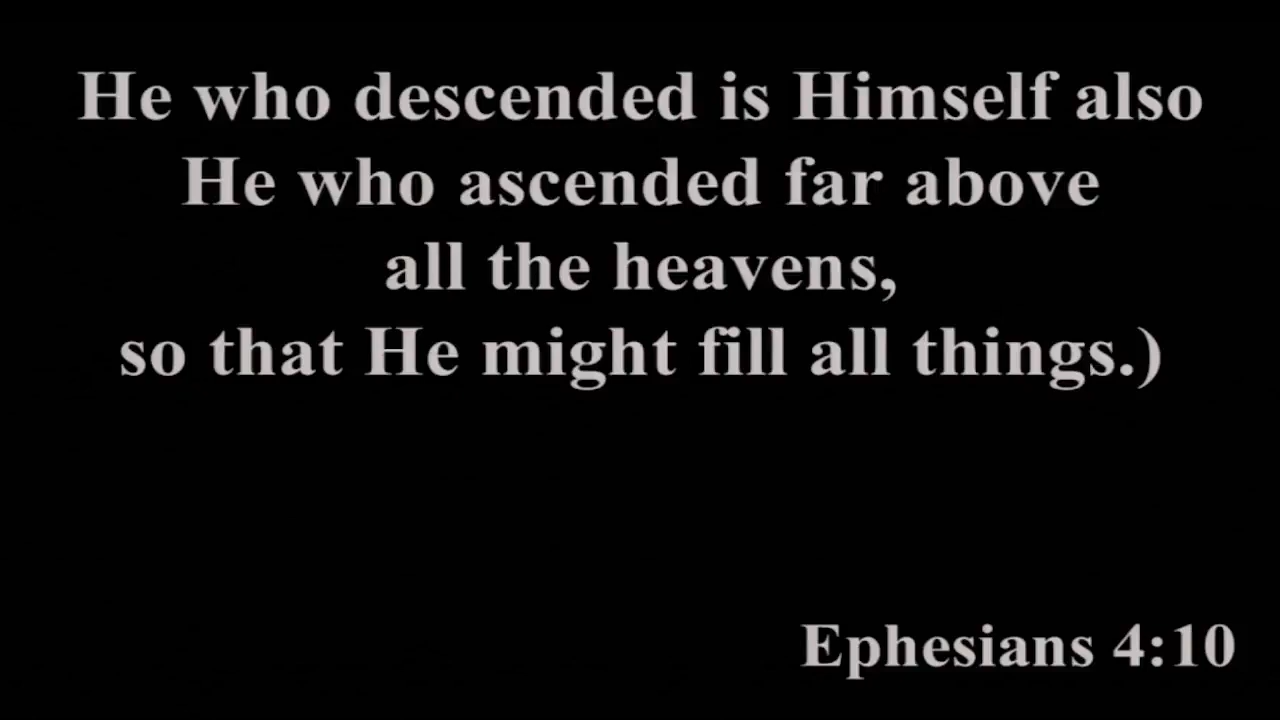 He who descended is Himself also
He who ascended far above
all the heavens,
so that He might fill all things.)
Ephesians 4:10